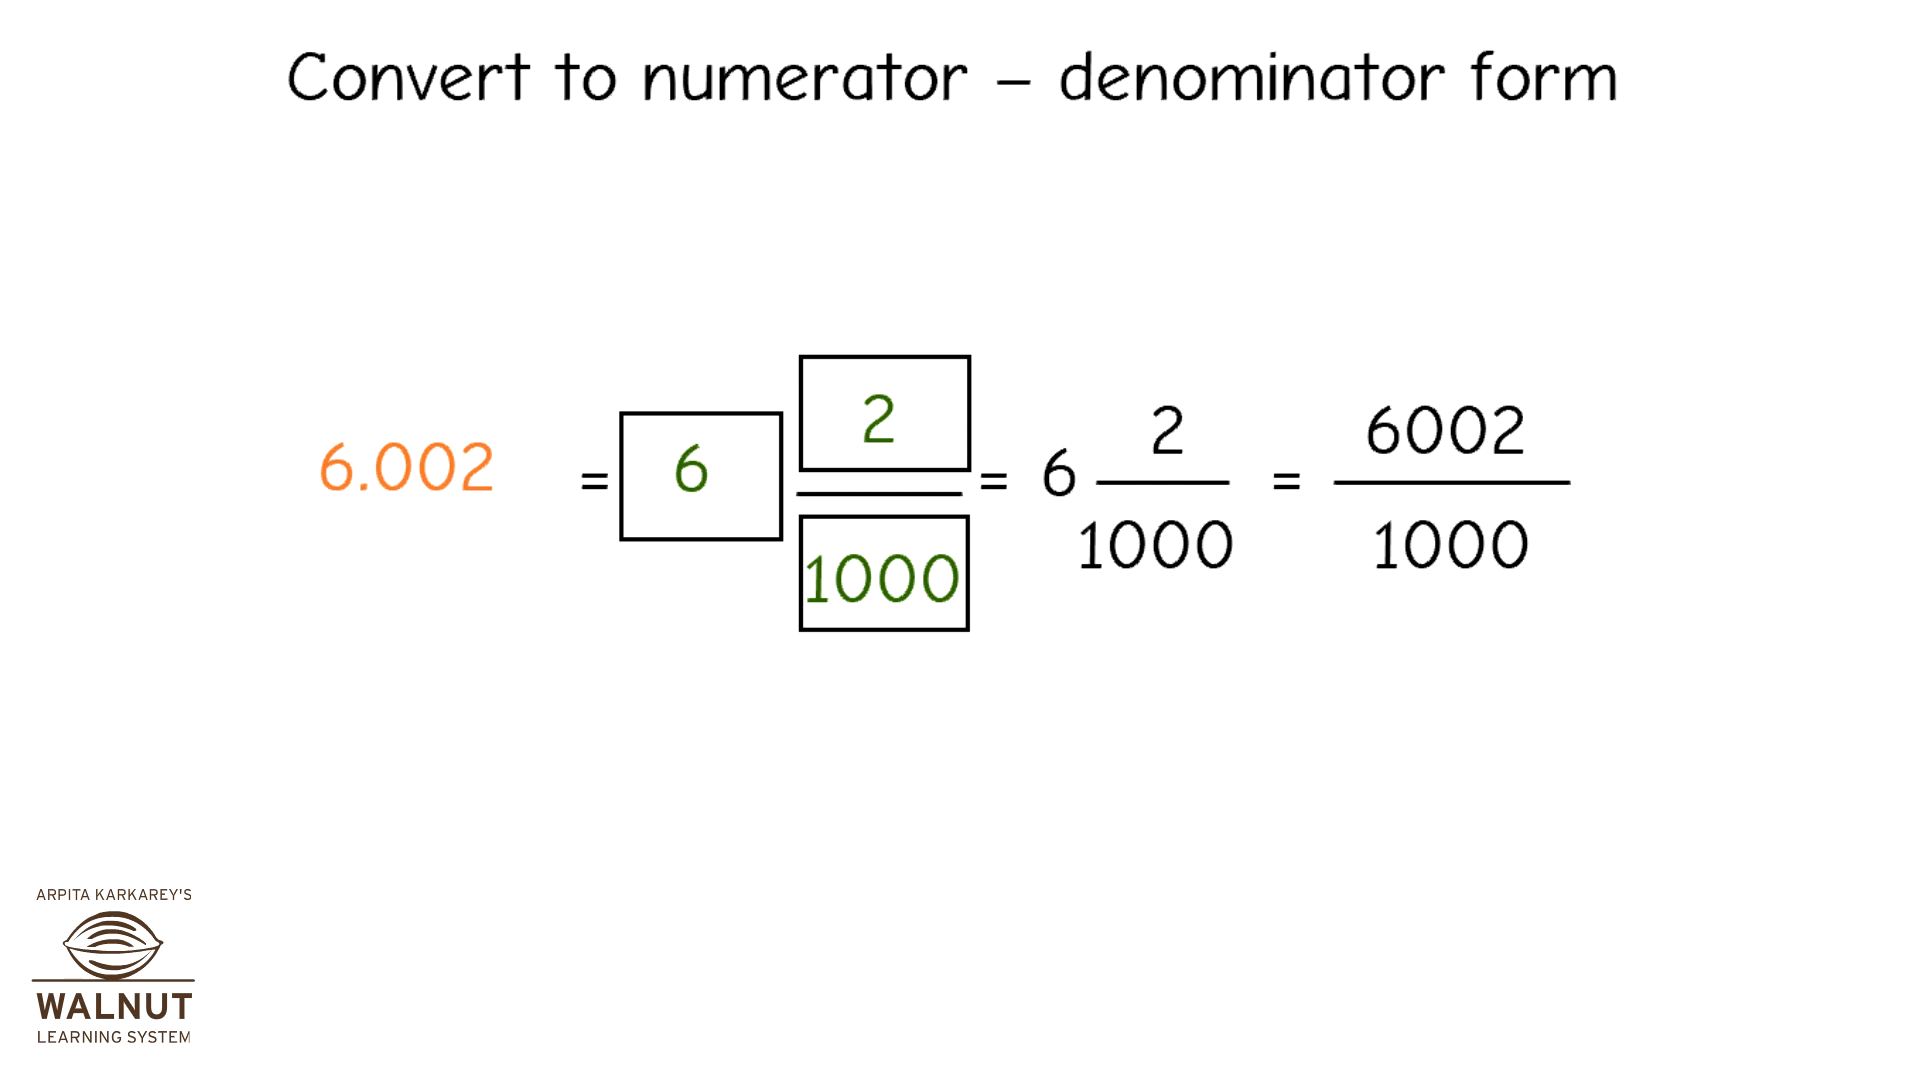 Convert to numerator – denominator form
6.002 = 6 2/1000 = 6 2/1000 = 6002/1000
ARPITA KARKAREY'S
WALNUT
LEARNING SYSTEM